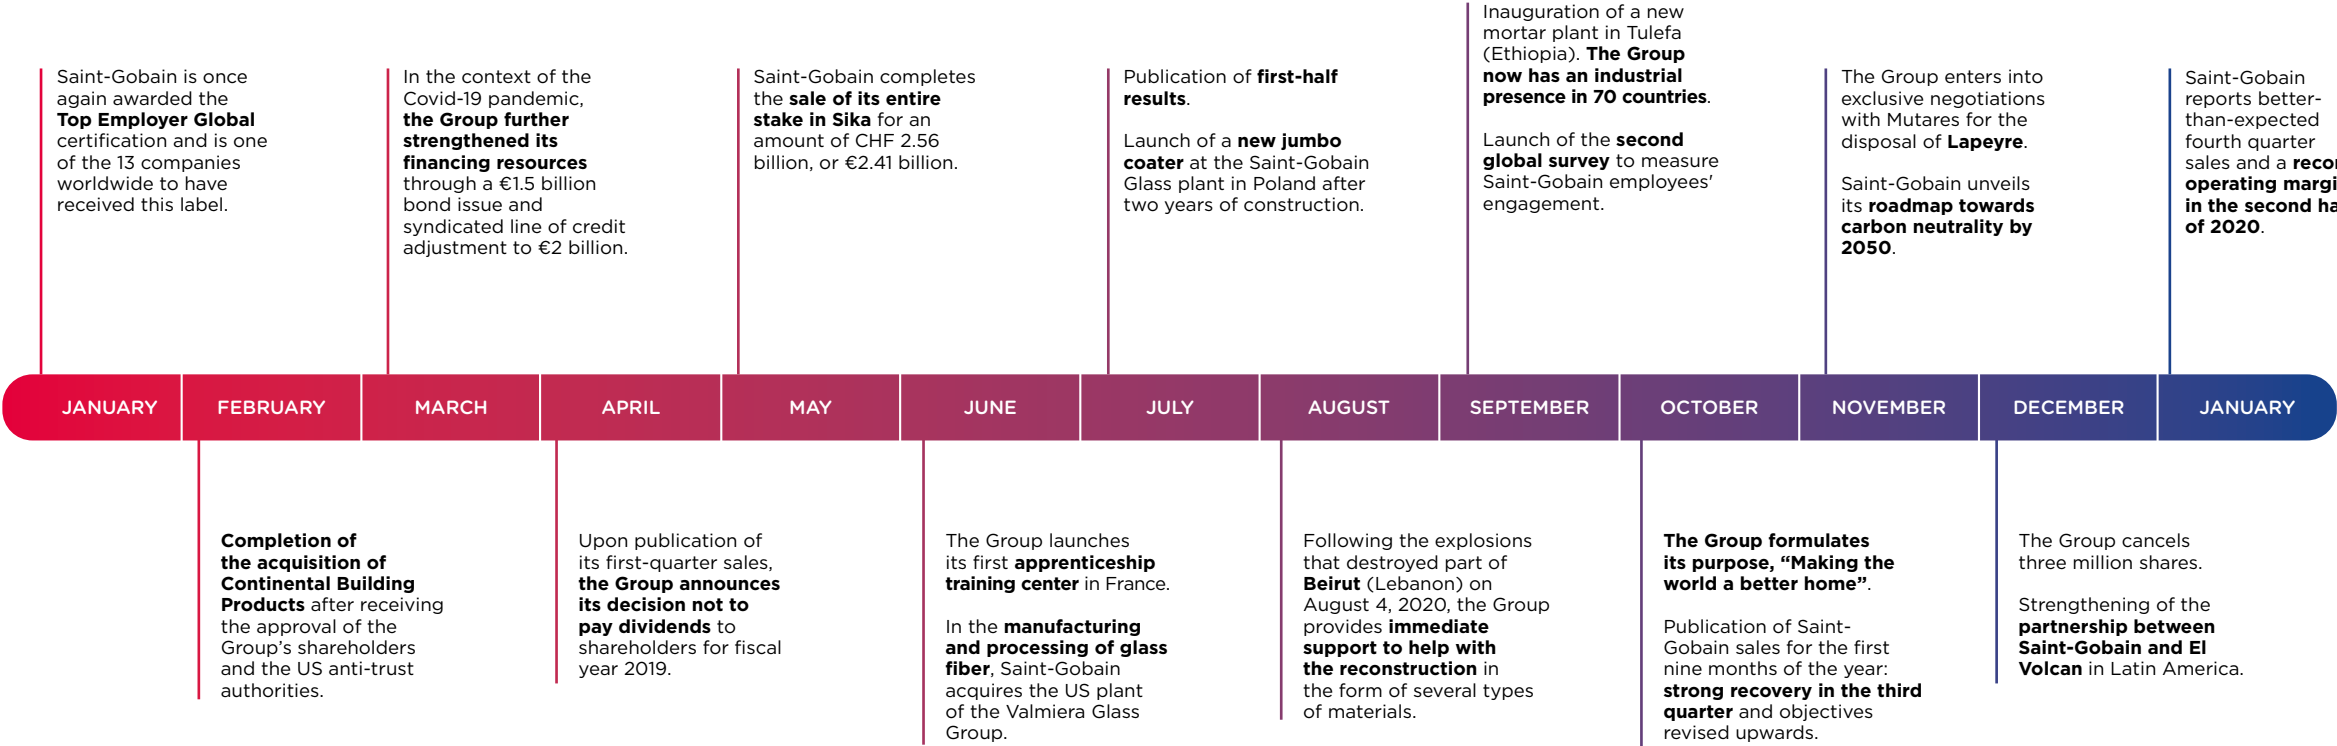 Saint-Gobain is once
again awarded the
Top Employer Global
certification and is one
of the 13 companies
worldwide to have
received this label.
In the context of the
Covid-19 pandemic,
the Group further
strengthened its
financing resources
through a €1.5 billion
bond issue and
syndicated line of credit
adjustment to €2 billion.
Saint-Gobain completes
the sale of its entire
stake in Sika for an
amount of CHF 2.56
billion, or €2.41 billion.
Publication of first-half
results.
Launch of a new jumbo
coater at the Saint-Gobain
Glass plant in Poland after
two years of construction.
Inauguration of a new
mortar plant in Tulefa
(Ethiopia). The Group
now has an industrial
presence in 70 countries.
Launch of the second
global survey to measure
Saint-Gobain employees'
engagement.
The Group enters into
exclusive negotiations
with Mutares for the
disposal of Lapeyre.
Saint-Gobain unveils
its roadmap towards
carbon neutrality by
2050.
Saint-Gobain
reports better-
than-expected
fourth quarter
sales and a
operating
in the second
of 2020.
JANUARY FEBRUARY MARCH APRIL MAY JUNE JULY AUGUST SEPTEMBER OCTOBER NOVEMBER DECEMBER JANUARY
Completion of
the acquisition of
Continental Building
Products after receiving
the approval of the
Group’s shareholders
and the US anti-trust
authorities.
Upon publication of
its first-quarter sales,
the Group announces
its decision not to
pay dividends to
shareholders for fiscal
year 2019.
The Group launches
its first apprenticeship
training center in France.
In the manufacturing
and processing of glass
fiber, Saint-Gobain
acquires the US plant
of the Valmiera Glass
Group.
Following the explosions
that destroyed part of
Beirut (Lebanon) on
August 4, 2020, the Group
provides immediate
support to help with
the reconstruction in
the form of several types
of materials.
The Group formulates
its purpose, “Making the
world a better home”.
Publication of Saint-
Gobain sales for the first
nine months of the year:
strong recovery in the third
quarter and objectives
revised upwards.
The Group cancels
three million shares.
Strengthening of the
partnership between
Saint-Gobain and El
Volcan in Latin America.